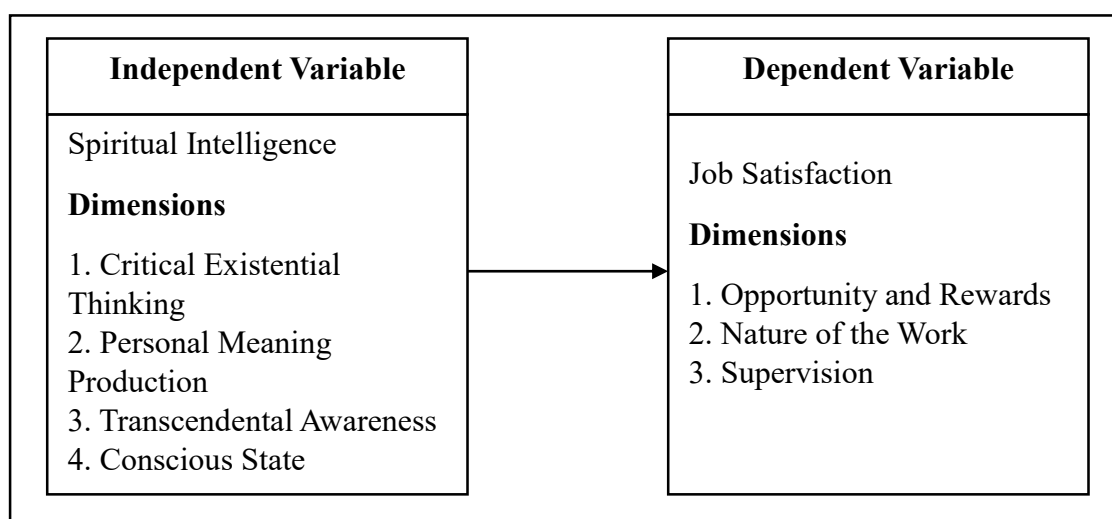 Independent Variable
Spiritual Intelligence
Dimensions
1. Critical Existential
Thinking
2. Personal Meaning
Production
3. Transcendental Awareness
4. Conscious State
Dependent Variable
Job Satisfaction
Dimensions
1. Opportunity and Rewards
2. Nature of the Work
3. Supervision